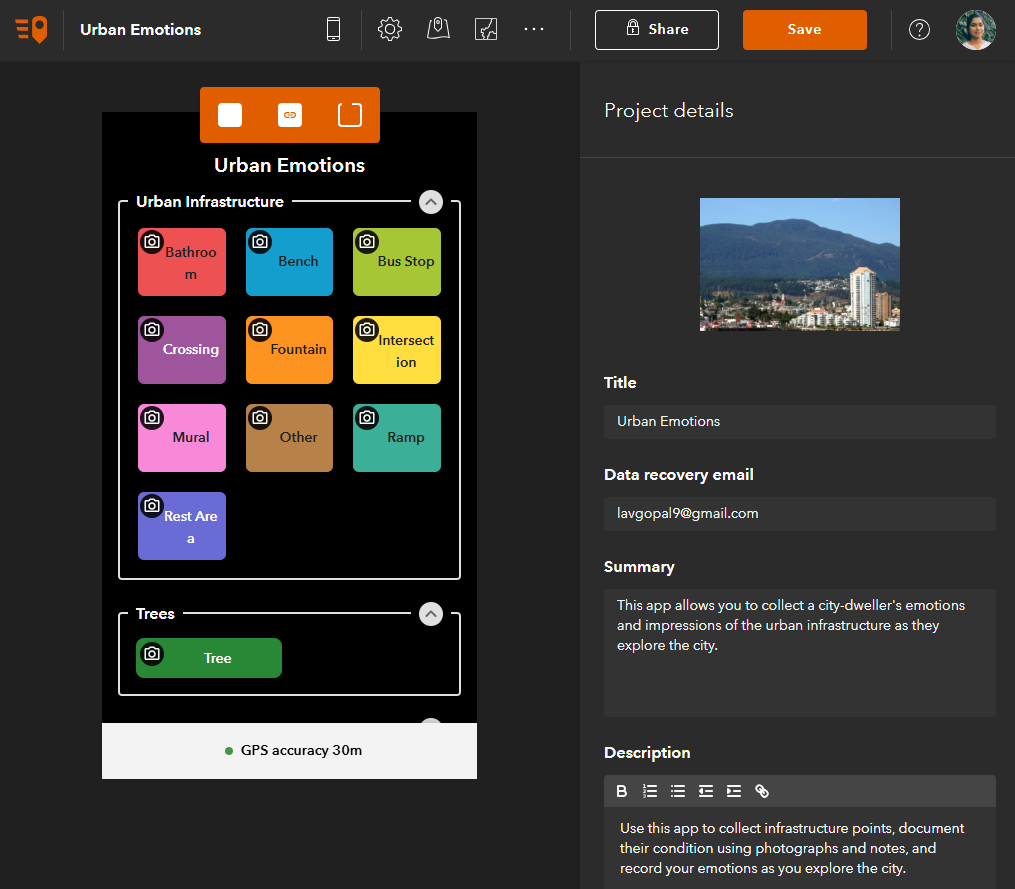 Urban Emotions
Share
Save
Urban Emotions
Urban Infrastructure
Bathroo
m
Bench
Bus Stop
Crossing
Fountain
Intersect
ion
Mural
Other
Ramp
Rest Are
a
Trees
Tree
GPS accuracy 30m
Project details
Title
Urban Emotions
Data recovery email
lavgopal9@gmail.com
Summary
This app allows you to collect a city-dweller's emotions
and impressions of the urban infrastructure as they
explore the city.
Description
B
Use this app to collect infrastructure points, document
their condition using photographs and notes, and
record your emotions as you explore the city.